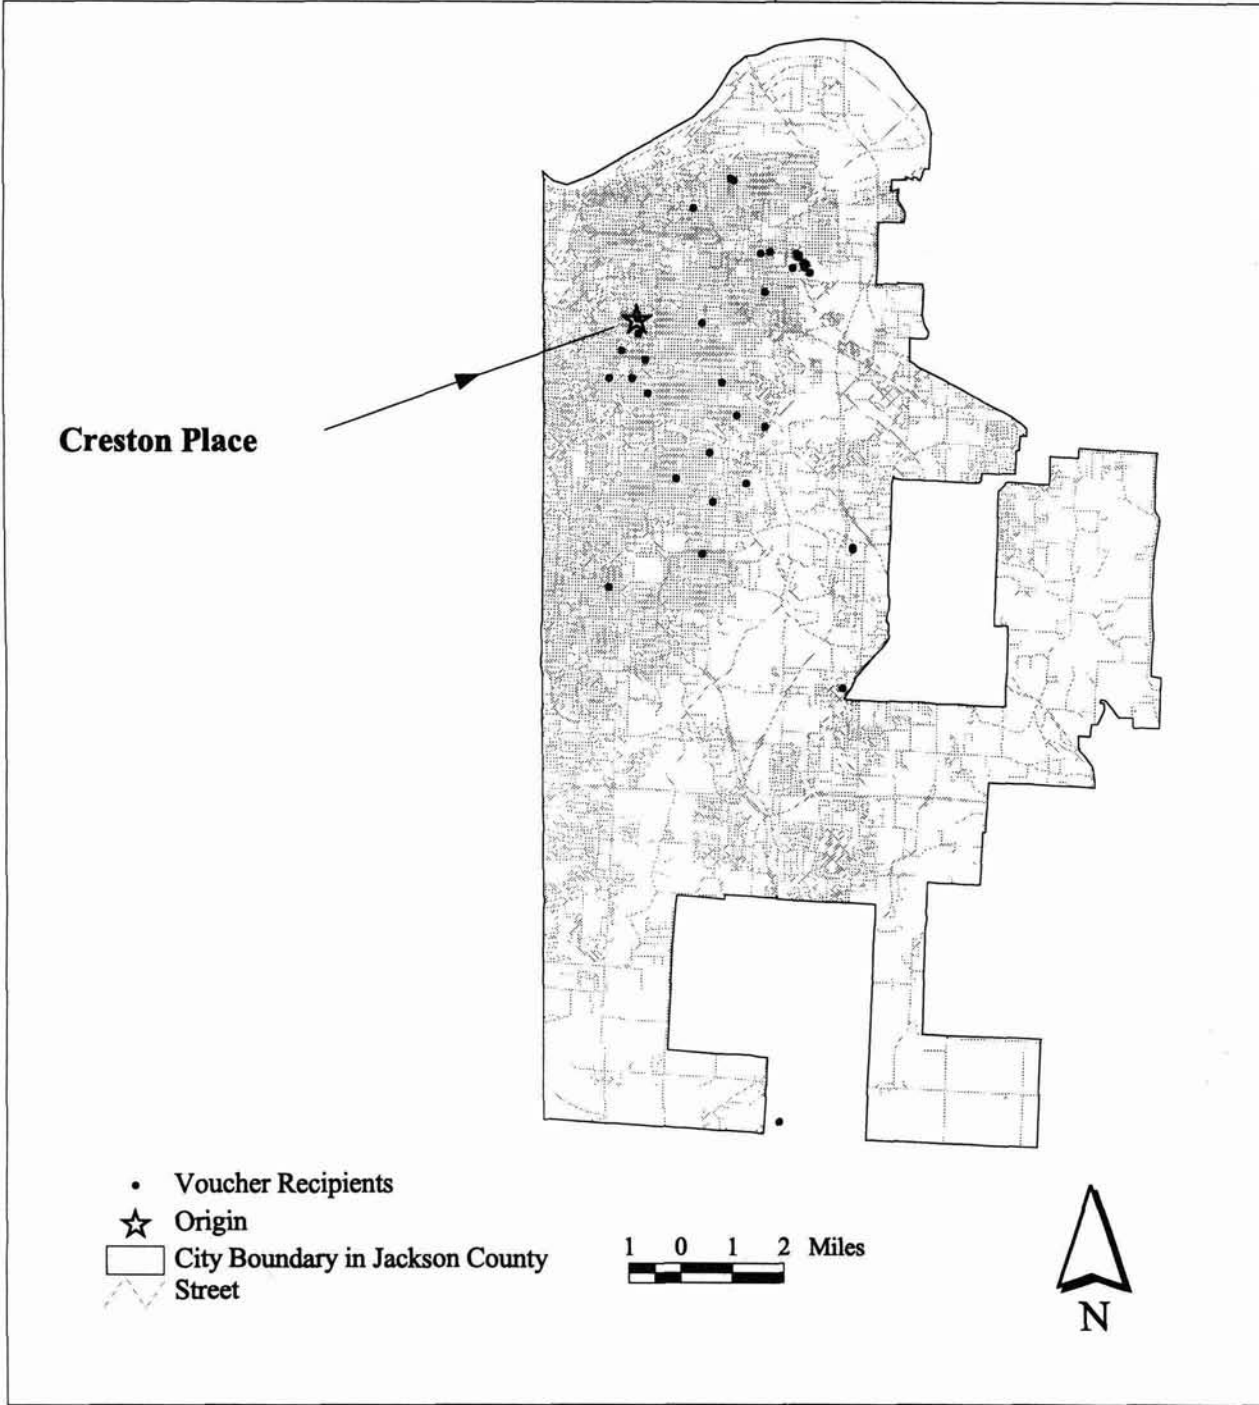 Creston Place
Voucher Recipients
Origin
City Boundary in Jackson County
Street
1 0 1 2 Miles
N